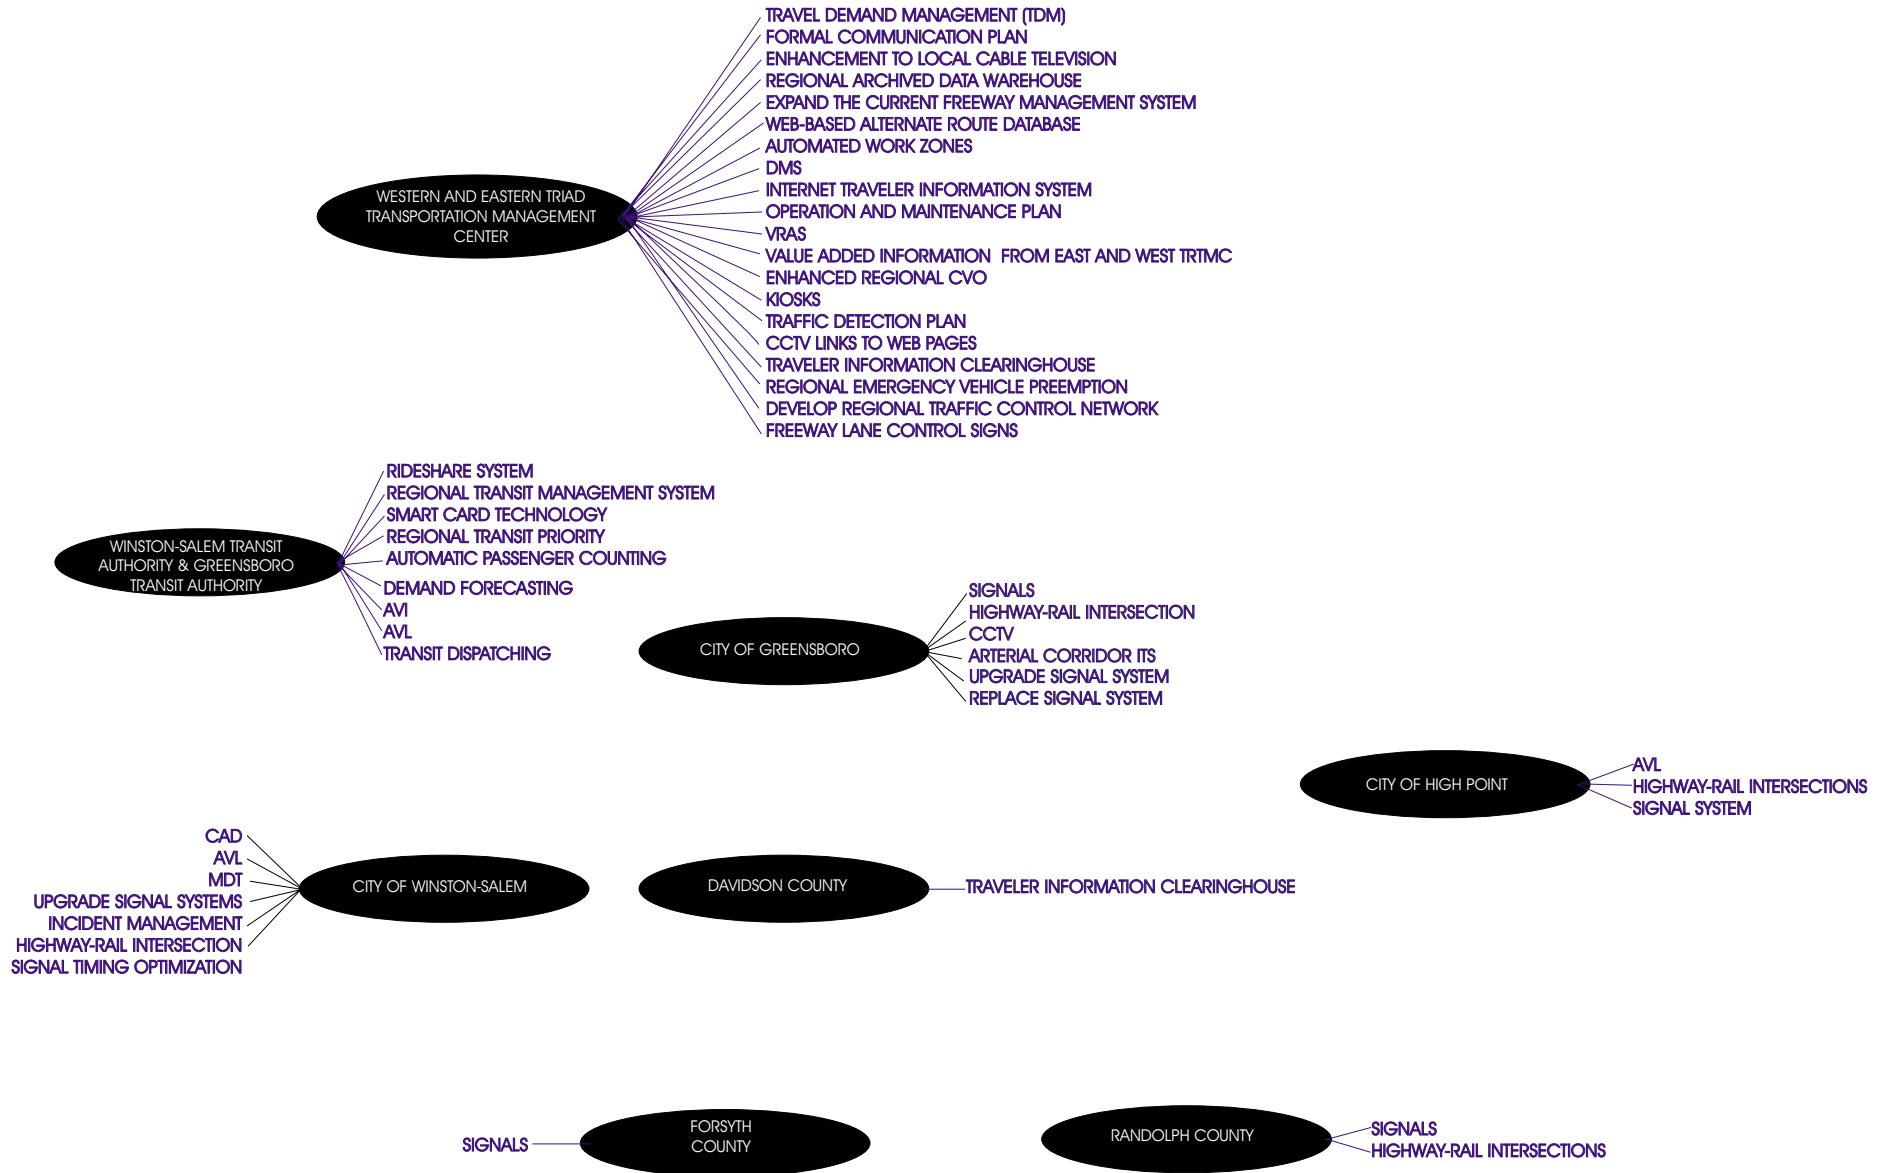 TRAVEL DEMAND MANAGEMENT (TDM)
FORMAL COMMUNICATION PLAN
ENHANCEMENT TO LOCAL CABLE TELEVISION
REGIONAL ARCHIVED DATA WAREHOUSE
EXPAND THE CURRENT FREEWAY MANAGEMENT SYSTEM
WEB-BASED ALTERNATE ROUTE DATABASE
AUTOMATED WORK ZONES
DMS
INTERNET TRAVELER INFORMATION SYSTEM
OPERATION AND MAINTENANCE PLAN
VRAS
VALUE ADDED INFORMATION  FROM EAST AND WEST TRTMC
ENHANCED REGIONAL CVO
KIOSKS
TRAFFIC DETECTION PLAN
CCTV LINKS TO WEB PAGES
TRAVELER INFORMATION CLEARINGHOUSE
REGIONAL EMERGENCY VEHICLE PREEMPTION
DEVELOP REGIONAL TRAFFIC CONTROL NETWORK
FREEWAY LANE CONTROL SIGNS
WESTERN AND EASTERN TRIAD
TRANSPORTATION MANAGEMENT
CENTER
RIDESHARE SYSTEM
REGIONAL TRANSIT MANAGEMENT SYSTEM
SMART CARD TECHNOLOGY
REGIONAL TRANSIT PRIORITY
AUTOMATIC PASSENGER COUNTING
DEMAND FORECASTING
AVI
AVL
TRANSIT DISPATCHING
WINSTON-SALEM TRANSIT
AUTHORITY & GREENSBORO
TRANSIT AUTHORITY
CITY OF GREENSBORO
SIGNALS
HIGHWAY-RAIL INTERSECTION
CCTV
ARTERIAL CORRIDOR ITS
UPGRADE SIGNAL SYSTEM
REPLACE SIGNAL SYSTEM
CITY OF HIGH POINT
AVL
HIGHWAY-RAIL INTERSECTIONS
SIGNAL SYSTEM
CAD
AVL
MDT
UPGRADE SIGNAL SYSTEMS
INCIDENT MANAGEMENT
HIGHWAY-RAIL INTERSECTION
SIGNAL TIMING OPTIMIZATION
CITY OF WINSTON-SALEM
DAVIDSON COUNTY
TRAVELER INFORMATION CLEARINGHOUSE
SIGNALS
FORSYTH
COUNTY
RANDOLPH COUNTY
SIGNALS
HIGHWAY-RAIL INTERSECTIONS